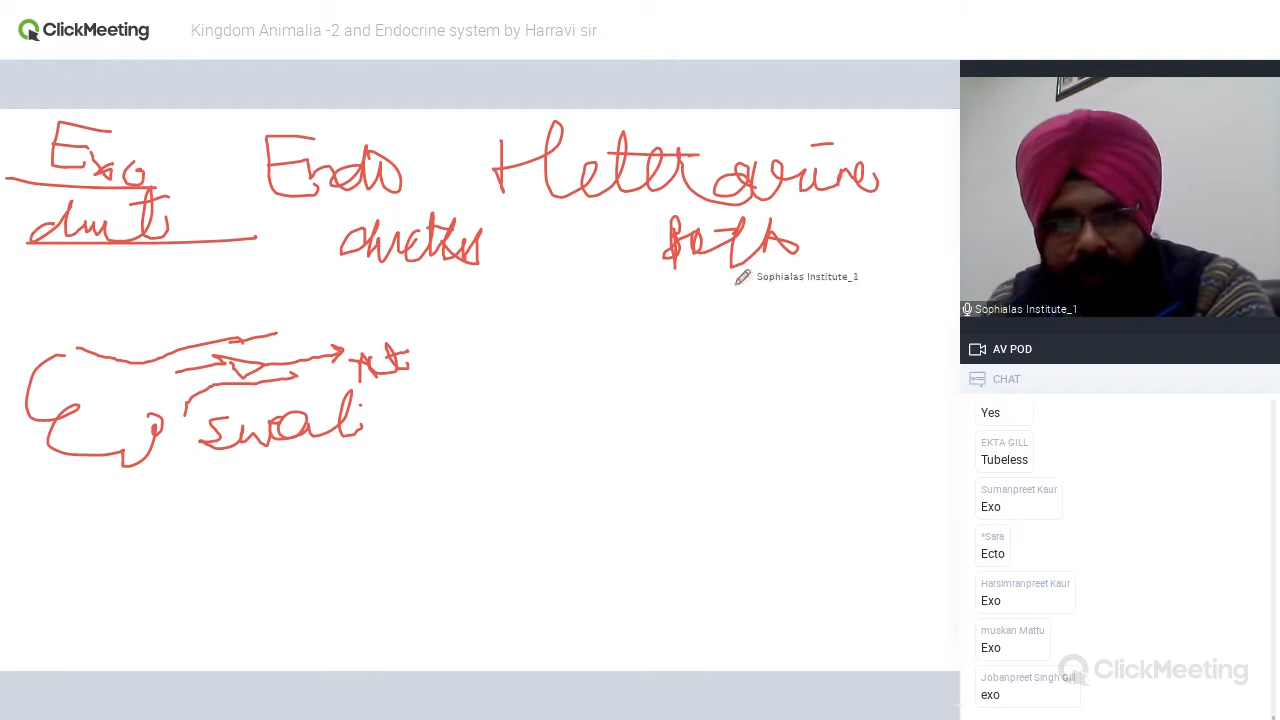 ClickMeeting Kingdom Animalia -2 and Endocrine system by Harravi sir
Exo Endo Heterocrine
duct both
Sophialas Institute_1
out
Sophialas Institute_1
AV POD
CHAT
Yes
EKTA GILL
Tubeless
Sumanpreet Kaur
Exo
*Sara
Ecto
Harsimranpreet Kaur
Exo
muskan Mattu
Exo
Jobanpreet Singh Gill
exo
ClickMeeting